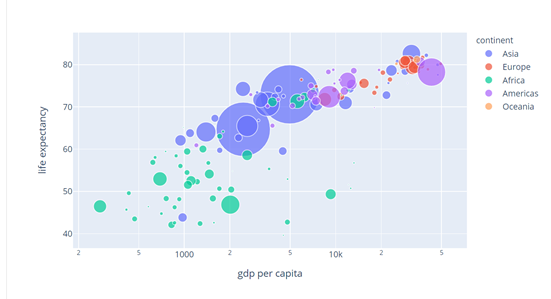 continent
Asia
Europe
Africa
Americas
Oceania
80
70
60
50
40
life expectancy
2 5 1000 2 5 10k 2 5
gdp per capita